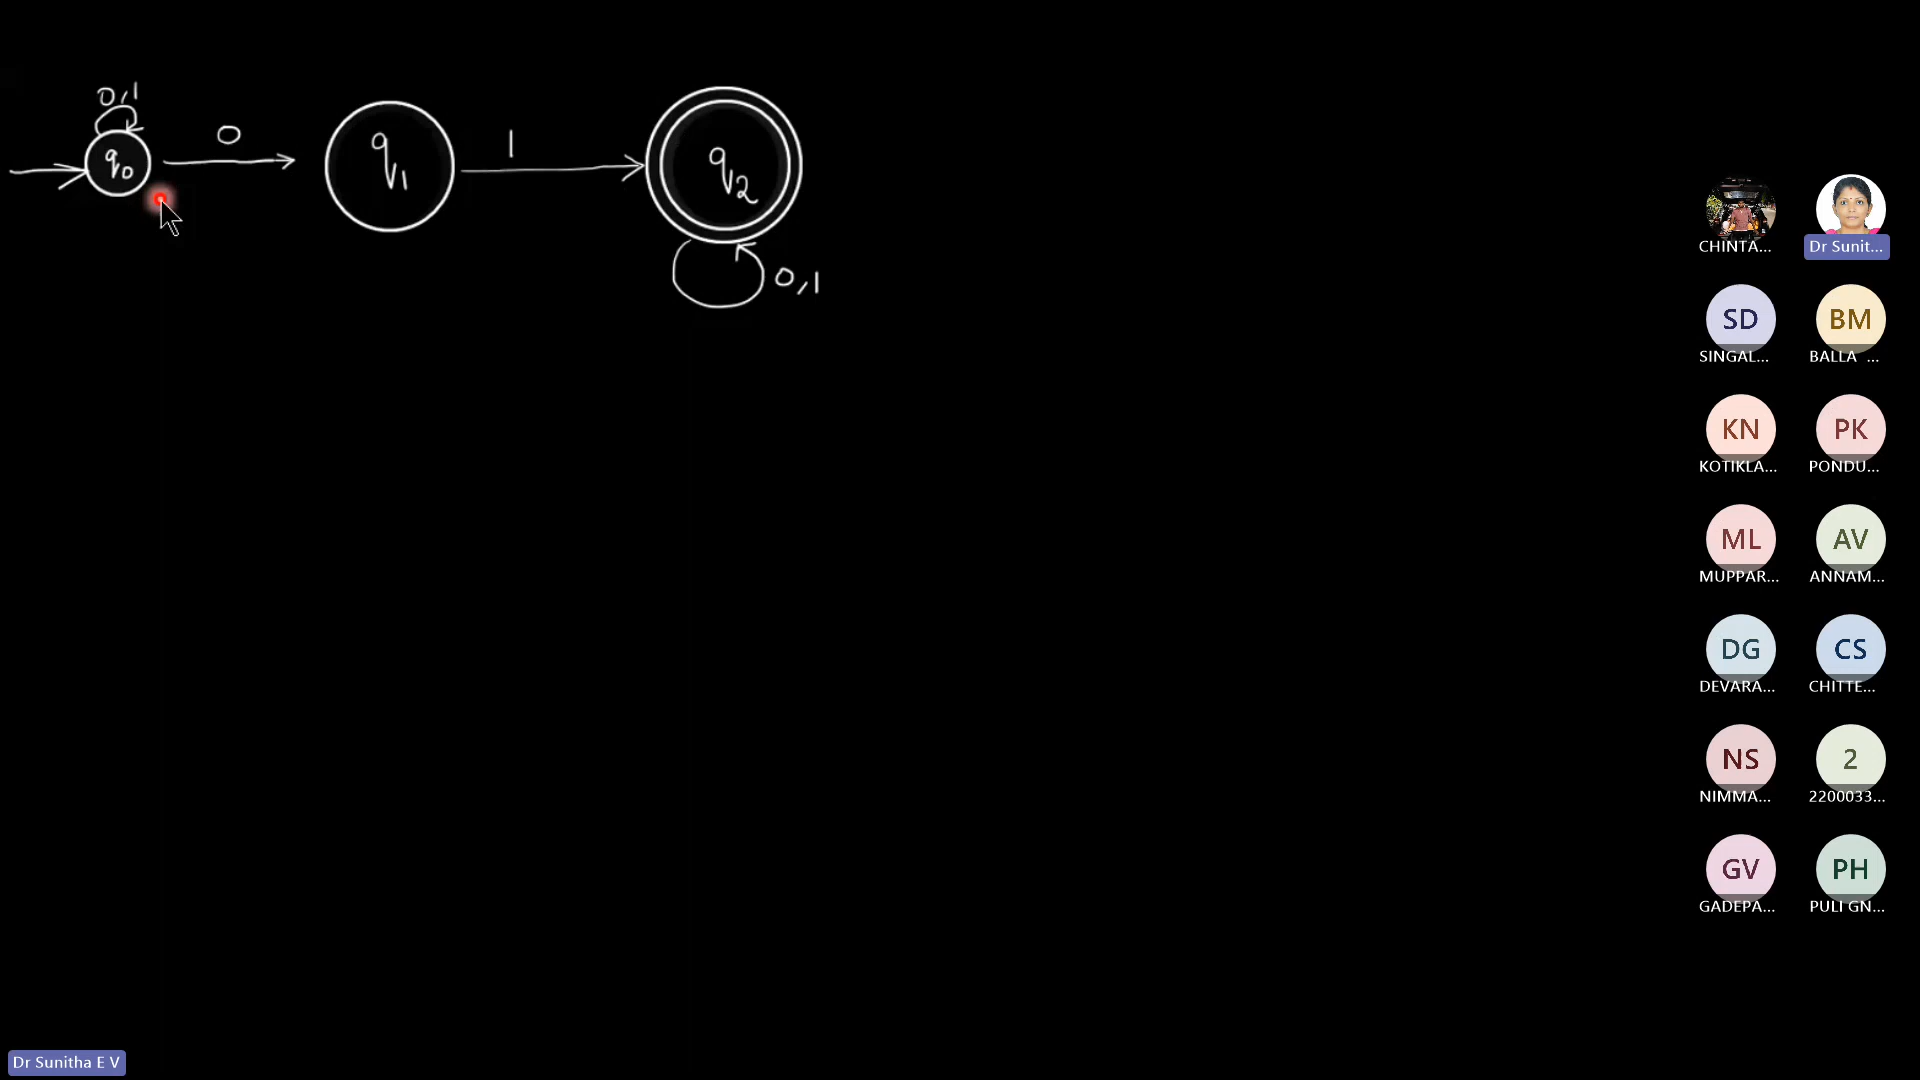 0,1
q0
0
q1
1
q2
0,1
CHINTA...
Dr Sunit...
SD
SINGAL...
BM
BALLA ...
KN
KOTIKLA...
PK
PONDU...
ML
MUPPAR...
AV
ANNAM...
DG
DEVARA...
CS
CHITTE...
NS
NIMMA...
2
2200033...
GV
GADEPA...
PH
PULI GN...
Dr Sunitha E V